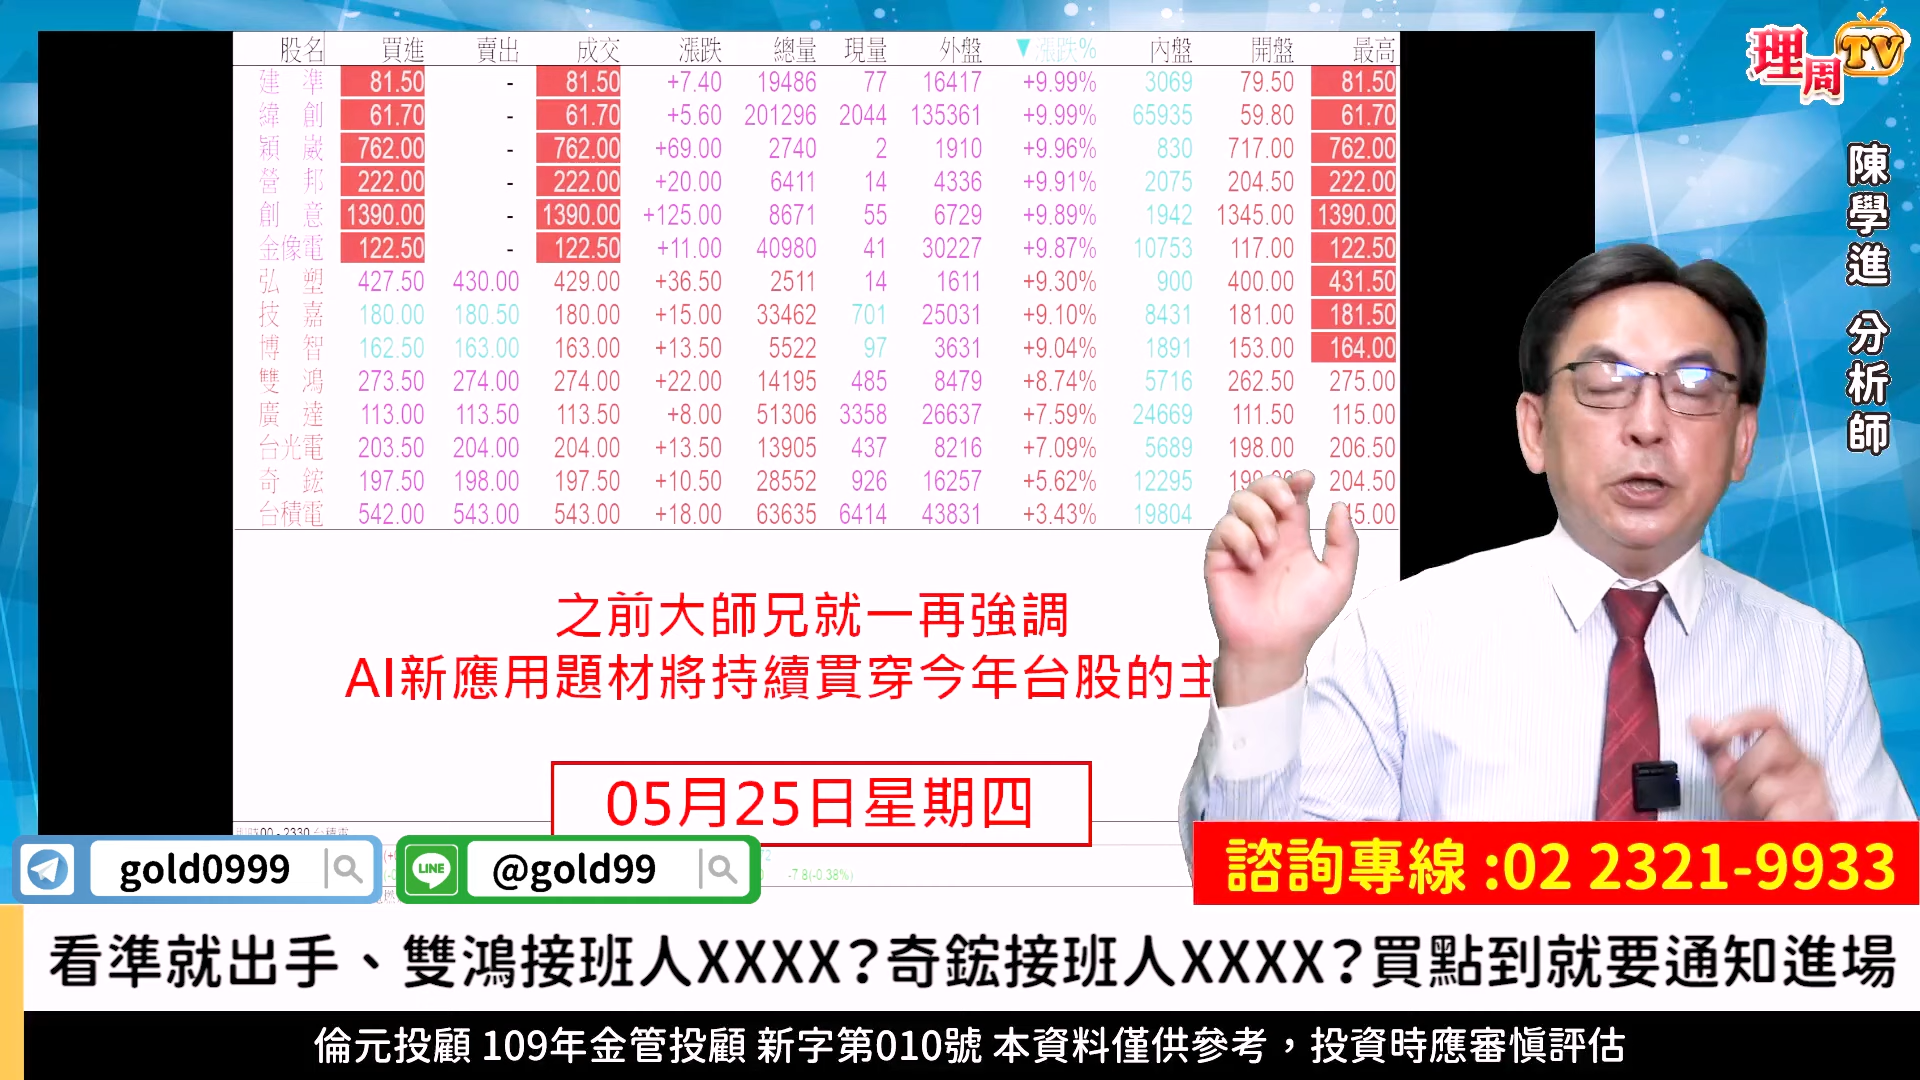 理周TV
陳學進 分析師
股名 買進 賣出 成交 漲跌 總量 現量 外盤 ▼漲跌% 內盤 開盤 最高
建準 81.50 - 81.50 +7.40 19486 77 16417 +9.99% 3069 79.50 81.50
緯創 61.70 - 61.70 +5.60 201296 2044 135361 +9.99% 65935 59.80 61.70
穎崴 762.00 - 762.00 +69.00 2740 2 1910 +9.96% 830 717.00 762.00
營邦 222.00 - 222.00 +20.00 6411 14 4336 +9.91% 2075 204.50 222.00
創意 1390.00 - 1390.00 +125.00 8671 55 6729 +9.89% 1942 1345.00 1390.00
金像電 122.50 - 122.50 +11.00 40980 41 30227 +9.87% 10753 117.00 122.50
弘塑 427.50 430.00 429.00 +36.50 2511 14 1611 +9.30% 900 400.00 431.50
技嘉 180.00 180.50 180.00 +15.00 33462 701 25031 +9.10% 8431 181.00 181.50
博智 162.50 163.00 163.00 +13.50 5522 97 3631 +9.04% 1891 153.00 164.00
雙鴻 273.50 274.00 274.00 +22.00 14195 485 8479 +8.74% 5716 262.50 275.00
廣達 113.00 113.50 113.50 +8.00 51306 3358 26637 +7.59% 24669 111.50 115.00
台光電 203.50 204.00 204.00 +13.50 13905 437 8216 +7.09% 5689 198.00 206.50
奇鋐 197.50 198.00 197.50 +10.50 28552 926 16257 +5.62% 12295 204.50
台積電 542.00 543.00 543.00 +18.00 63635 6414 43831 +3.43% 19804
之前大師兄就一再強調
AI新應用題材將持續貫穿今年台股的主
05月25日星期四
-7.8(-0.38%)
gold0999
LINE @gold99
諮詢專線:02 2321-9933
看準就出手、雙鴻接班人XXXX?奇鋐接班人XXXX?買點到就要通知進場
倫元投顧 109年金管投顧 新字第010號 本資料僅供參考，投資時應審慎評估